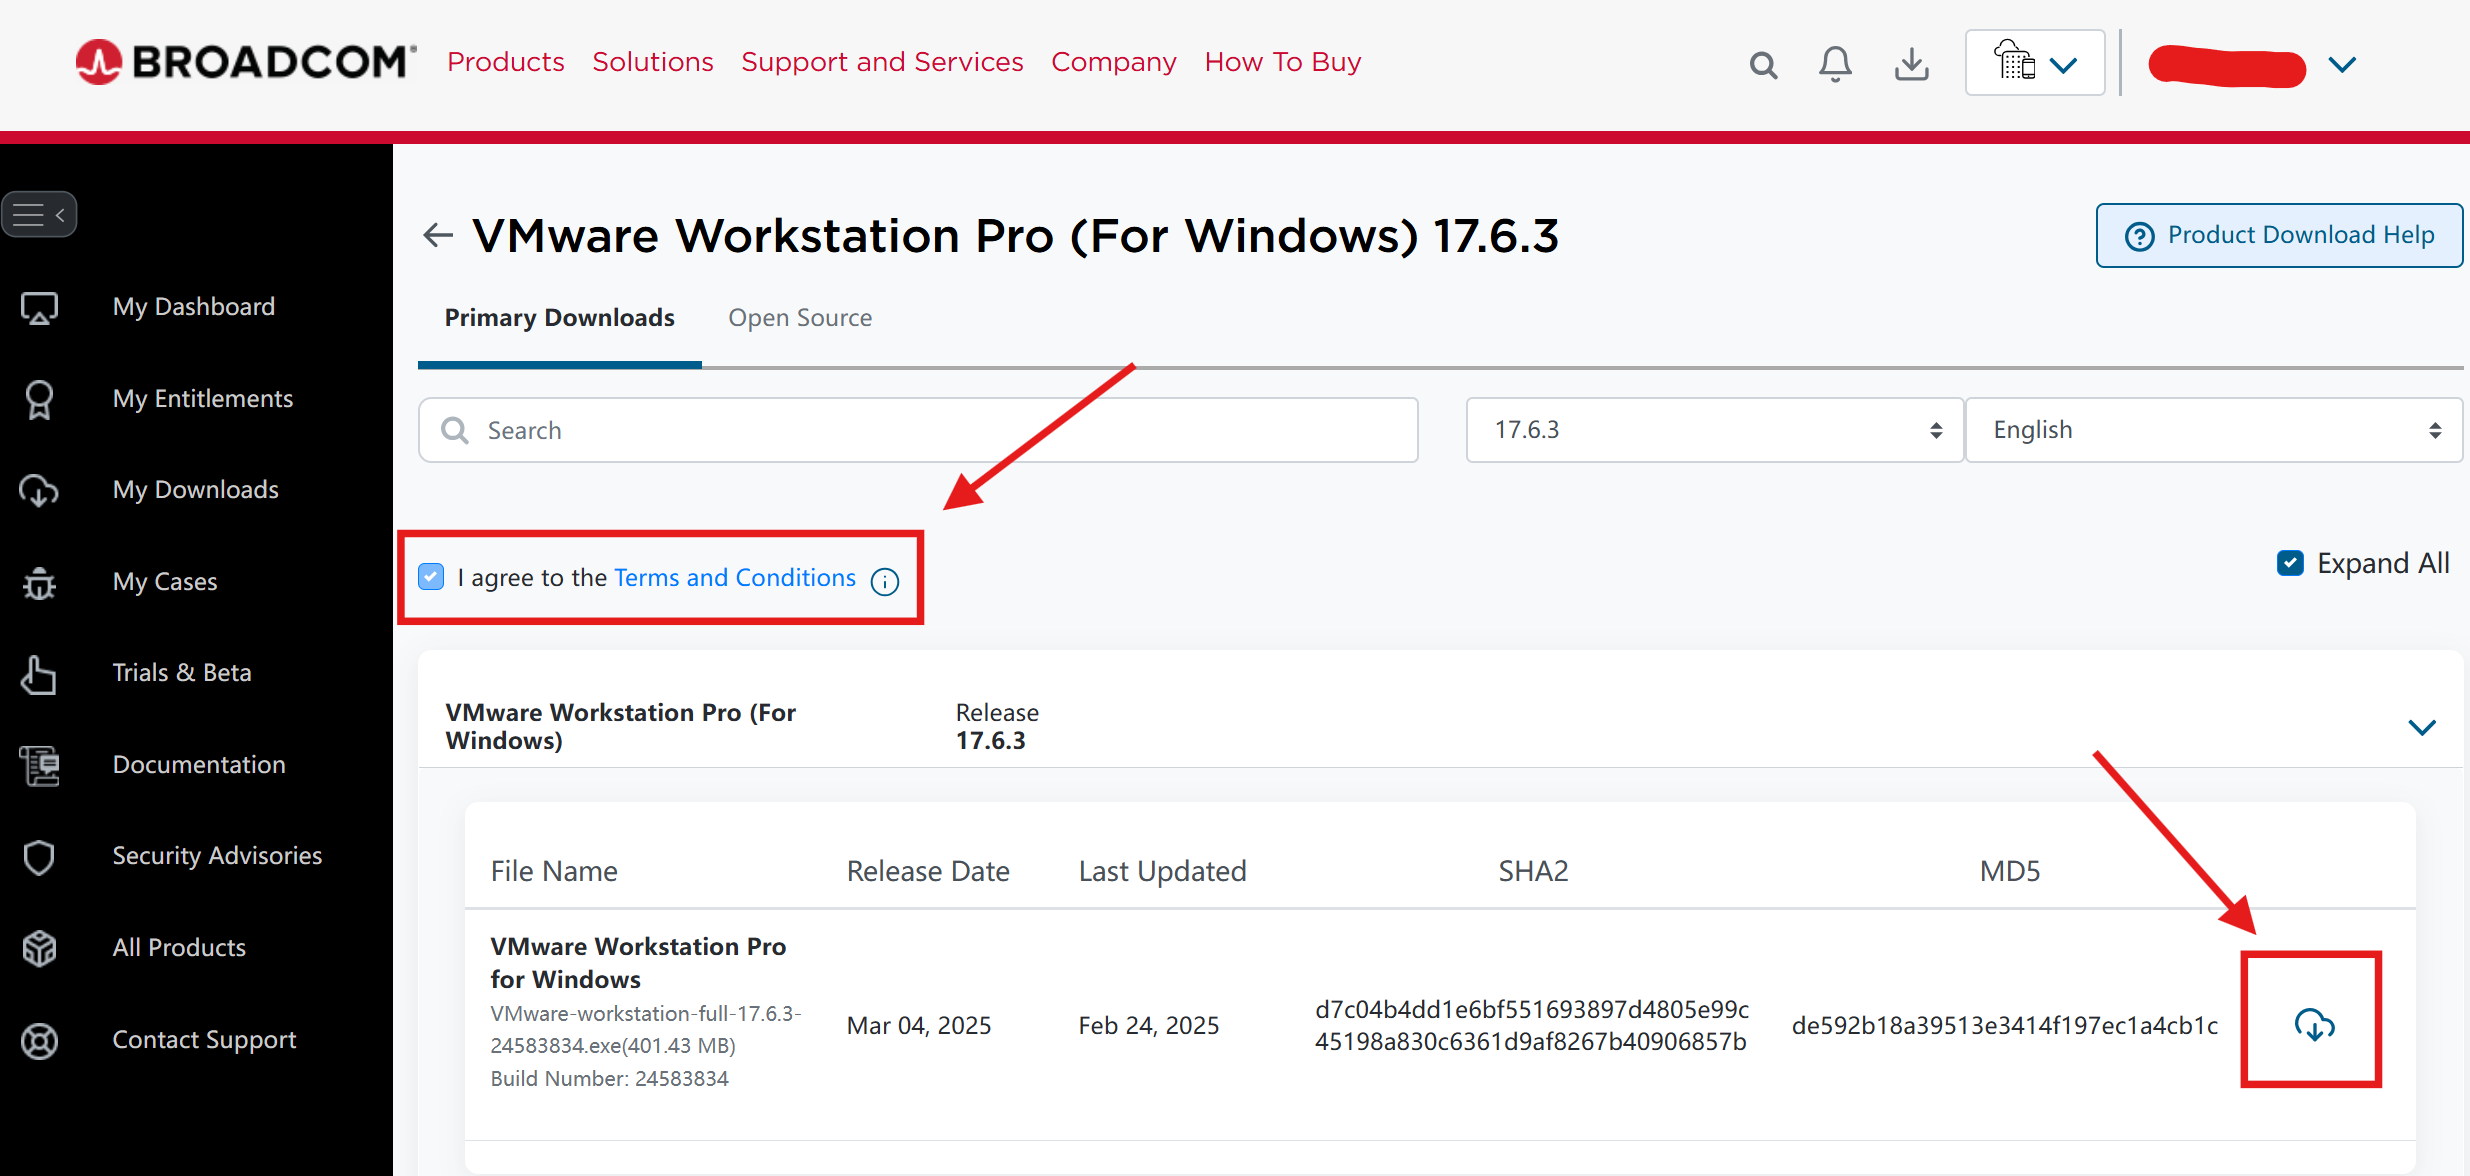 BROADCOM®
Products Solutions Support and Services Company How To Buy
VMware Workstation Pro (For Windows) 17.6.3
Product Download Help
My Dashboard
My Entitlements
My Downloads
My Cases
Trials & Beta
Documentation
Security Advisories
All Products
Contact Support
Primary Downloads Open Source
Search
17.6.3
English
I agree to the Terms and Conditions
Expand All
VMware Workstation Pro (For
Windows)
Release
17.6.3
File Name Release Date Last Updated SHA2 MD5
VMware Workstation Pro
for Windows
VMware-workstation-full-17.6.3-
24583834.exe(401.43 MB)
Build Number: 24583834
Mar 04, 2025
Feb 24, 2025
d7c04b4dd1e6bf551693897d4805e99c
45198a830c6361d9af8267b40906857b
de592b18a39513e3414f197ec1a4cb1c